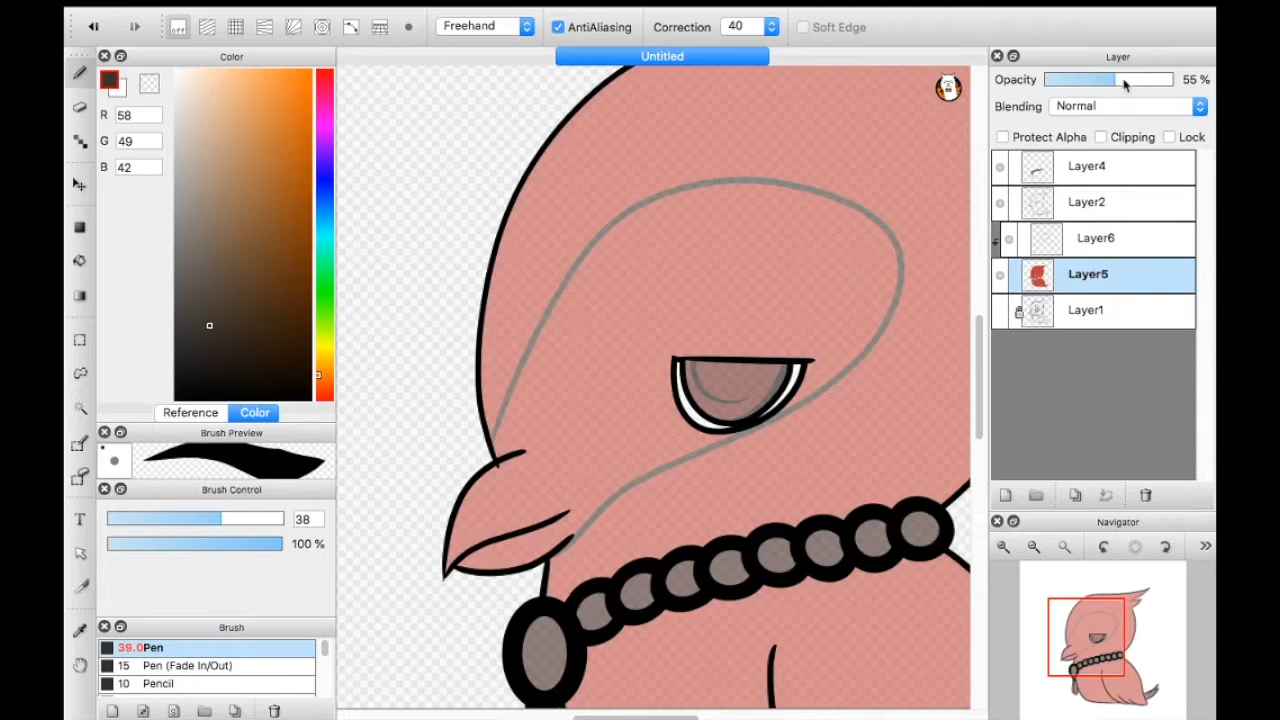 off
Freehand
AntiAliasing
Correction
40
Soft Edge
Color
Untitled
Layer
R 58
G 49
B 42
Opacity
55 %
Blending
Normal
Protect Alpha
Clipping
Lock
Layer4
Layer2
Layer6
Layer5
Layer1
Reference
Color
Brush Preview
Brush Control
38
100 %
T
Navigator
Brush
39.0 Pen
15 Pen (Fade In/Out)
10 Pencil